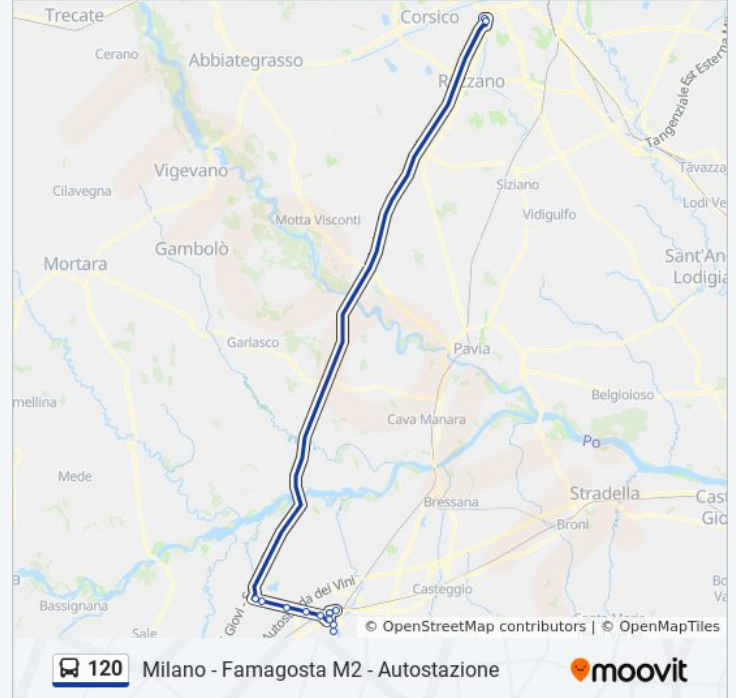 Trecate
Corsico
Cerano
Abbiategrasso
Rozzano
Tangenziale Est Esterna M
Vigevano
Tavazza
Cilavegna
Siziano
Lodi Ve
Motta Visconti
Vidigulfo
Gambolò
Sant'An
Lodigia
Mortara
Garlasco
Pavia
mellina
Belgioioso
Cava Manara
Po
Mede
Stradella
Cast
Gio
Bressana
Broni
Autostrada dei Vini
Casteggio
Giovi - S
Bassignana
Sale
© OpenStreetMap contributors | © OpenMapTiles
120 Milano - Famagosta M2 - Autostazione
moovit